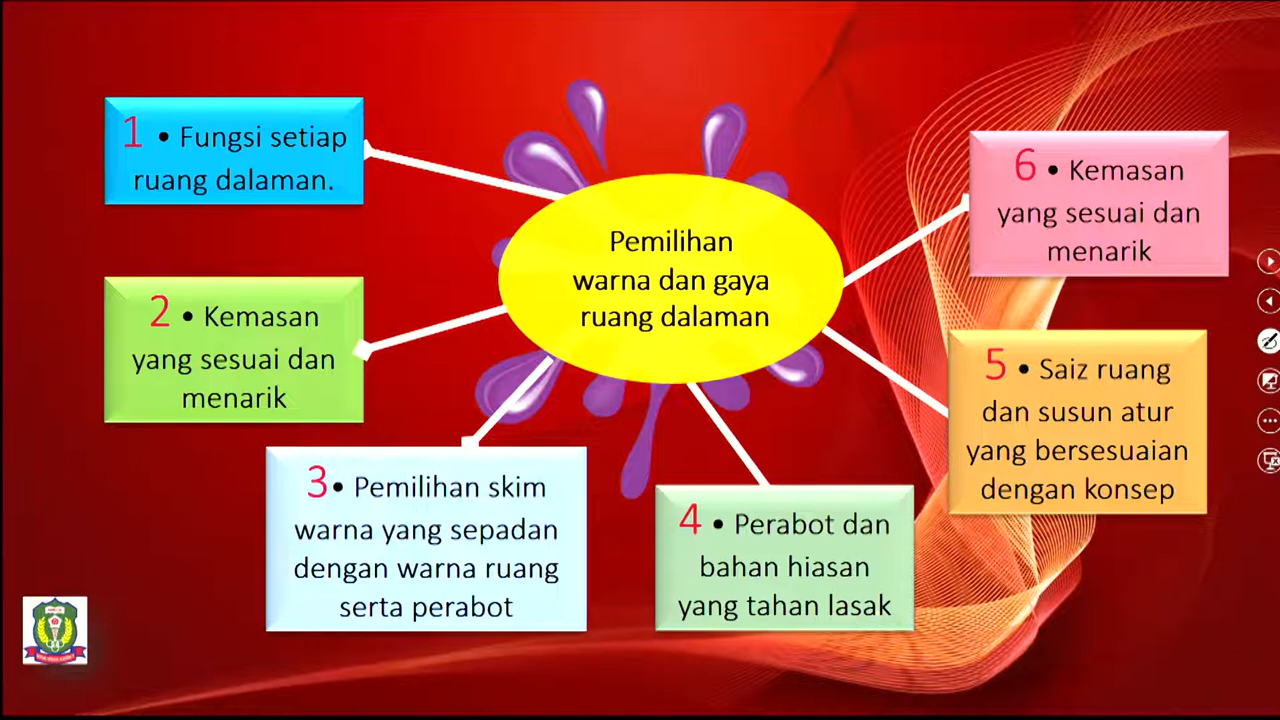 Pemilihan
warna dan gaya
ruang dalaman
1 • Fungsi setiap
ruang dalaman.
2 • Kemasan
yang sesuai dan
menarik
3• Pemilihan skim
warna yang sepadan
dengan warna ruang
serta perabot
4 • Perabot dan
bahan hiasan
yang tahan lasak
5 • Saiz ruang
dan susun atur
yang bersesuaian
dengan konsep
6 • Kemasan
yang sesuai dan
menarik